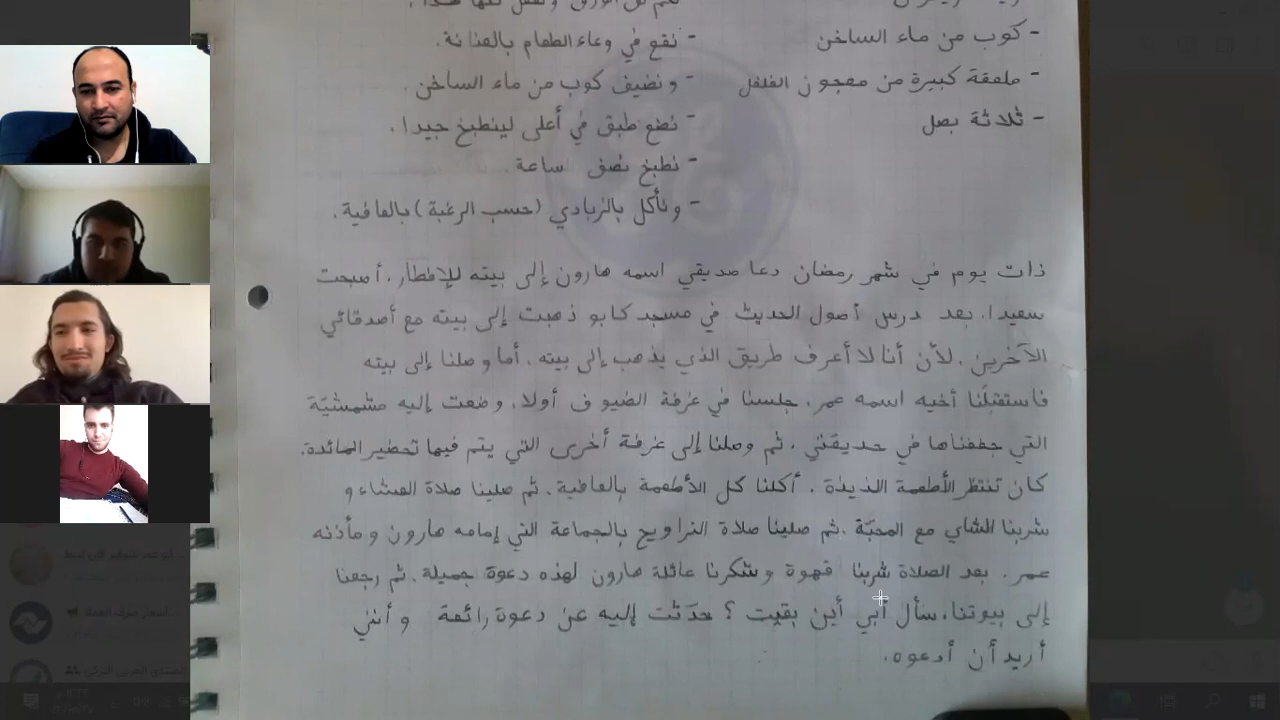 - كوب من ماء الساخن
- ملعقة كبيرة من معجون الفلفل
- ثلاثة بصل
- نقع في وعاء الطعام بالعناية.
- ونضيف كوب من ماء الساخن.
- نضع طبق في أعلى لينطبخ جيدا.
- نطبخ نصف ساعة.
- ونأكل بالزبادي (حسب الرغبة) بالعافية.
ذات يوم في شهر رمضان دعا صديقي اسمه هارون إلى بيته للإفطار. أصبحت
سعيدا. بعد درس أصول الحديث في مسجد كابو ذهبت إلى بيته مع أصدقائي
الآخرين. لأن أنا لا أعرف طريق الذي يذهب إلى بيته. أما وصلنا إلى بيته
فاستقبلَنا أخيه اسمه عمر. جلسنا في غرفة الضيوف أولا. وضعت إليه مشمشيّة
التي جففناها في حديقتي. ثم وصلنا إلى غرفة أخرى التي يتم فيها تحضير المائدة.
كان تنتظر الأطعمة الذيذة. أكلنا كل الأطعمة بالعافية. ثم صلينا صلاة العشاء و
شربنا الشاي مع المحبّة. ثم صلينا صلاة التراويح بالجماعة التي إمامه هارون ومأذنه
عمر. بعد الصلاة شربنا قهوة وشكرنا عائلة هارون لهذه دعوة جميلة. ثم رجعنا
إلى بيوتنا. سأل أبي أين بقيت؟ حدَثت إليه عن دعوة رائعة وأنني
أريد أن أدعوه.